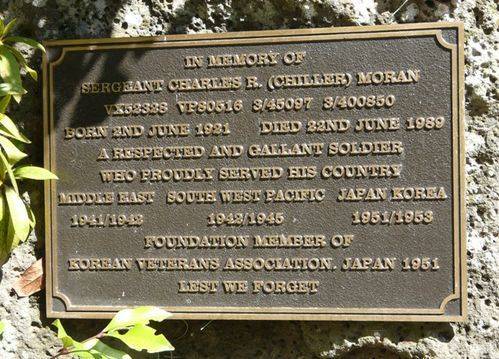 IN MEMORY OF
SERGEANT CHARLES R. (CHILLER) MORAN
VX52328 VP80516 3/45097 3/400850
BORN 2ND JUNE 1921 DIED 22ND JUNE 1989
A RESPECTED AND GALLANT SOLDIER
WHO PROUDLY SERVED HIS COUNTRY
MIDDLE EAST SOUTH WEST PACIFIC JAPAN KOREA
1941/1942 1942/1945 1951/1953
FOUNDATION MEMBER OF
KOREAN VETERANS ASSOCIATION. JAPAN 1951
LEST WE FORGET